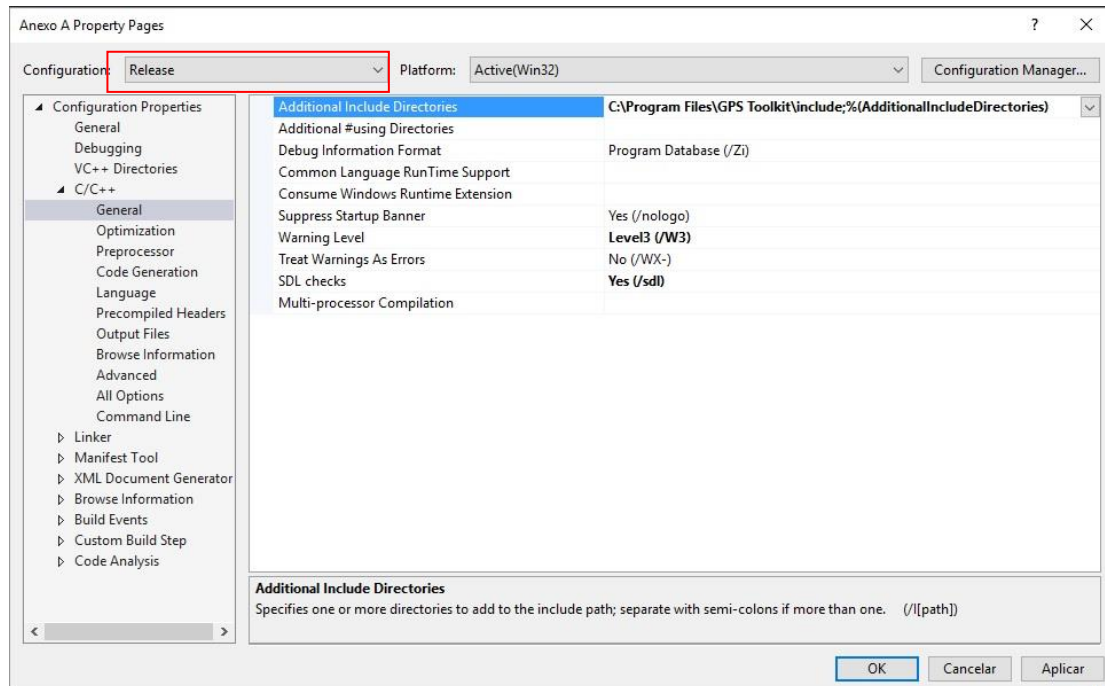 Anexo A Property Pages
?
Configuration: Release Platform: Active(Win32) Configuration Manager...
Configuration Properties
General
Debugging
VC++ Directories
C/C++
General
Optimization
Preprocessor
Code Generation
Language
Precompiled Headers
Output Files
Browse Information
Advanced
All Options
Command Line
Linker
Manifest Tool
XML Document Generator
Browse Information
Build Events
Custom Build Step
Code Analysis
Additional Include Directories C:\Program Files\GPS Toolkit\include;%(AdditionalIncludeDirectories)
Additional #using Directories
Debug Information Format Program Database (/Zi)
Common Language RunTime Support
Consume Windows Runtime Extension
Suppress Startup Banner Yes (/nologo)
Warning Level Level3 (/W3)
Treat Warnings As Errors No (/WX-)
SDL checks Yes (/sdl)
Multi-processor Compilation
Additional Include Directories
Specifies one or more directories to add to the include path; separate with semi-colons if more than one. (/I[path])
OK Cancelar Aplicar